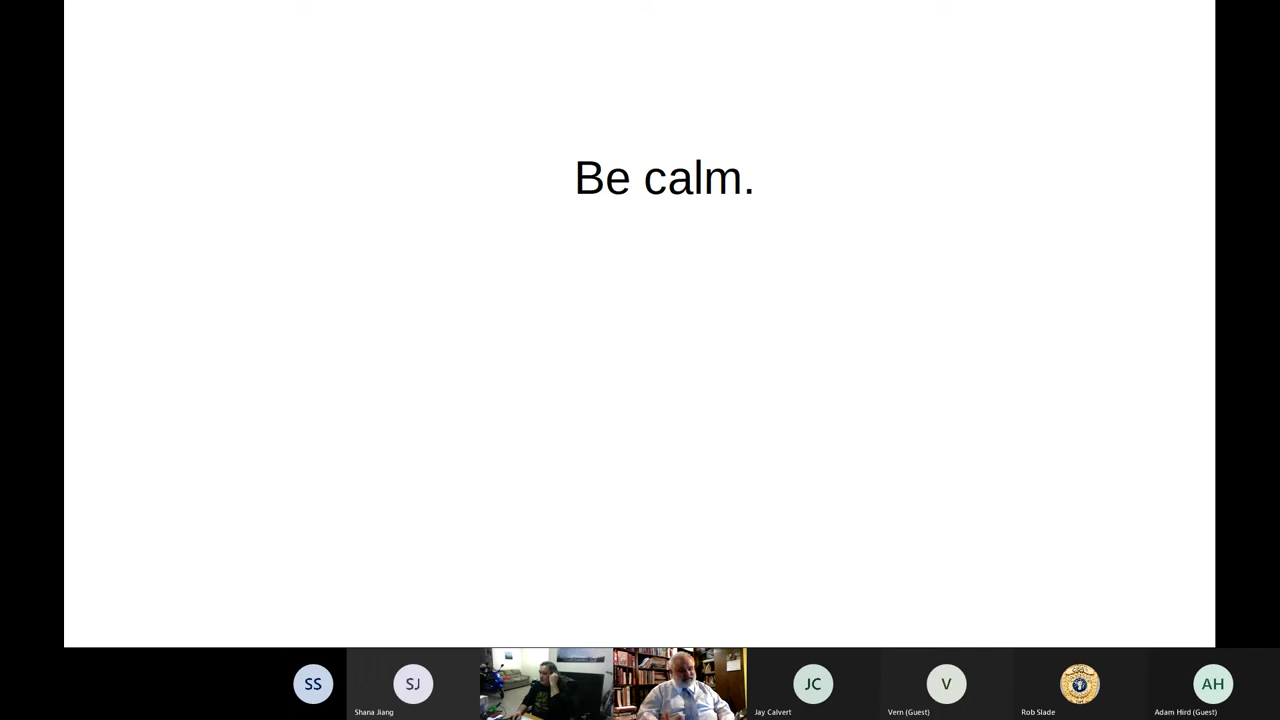 Be calm.
SS
SJ
Shana Jiang
JC
Jay Calvert
V
Vern (Guest)
Rob Slade
AH
Adam Hird (Guest)